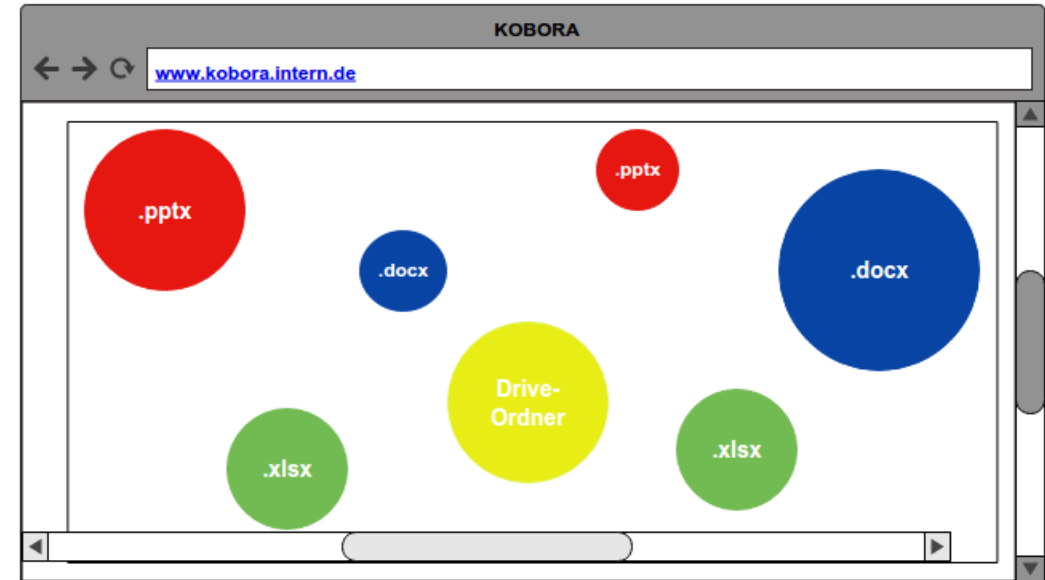 KOBORA
www.kobora.intern.de
.pptx
.pptx
.docx
.docx
Drive-
Ordner
.xlsx
.xlsx